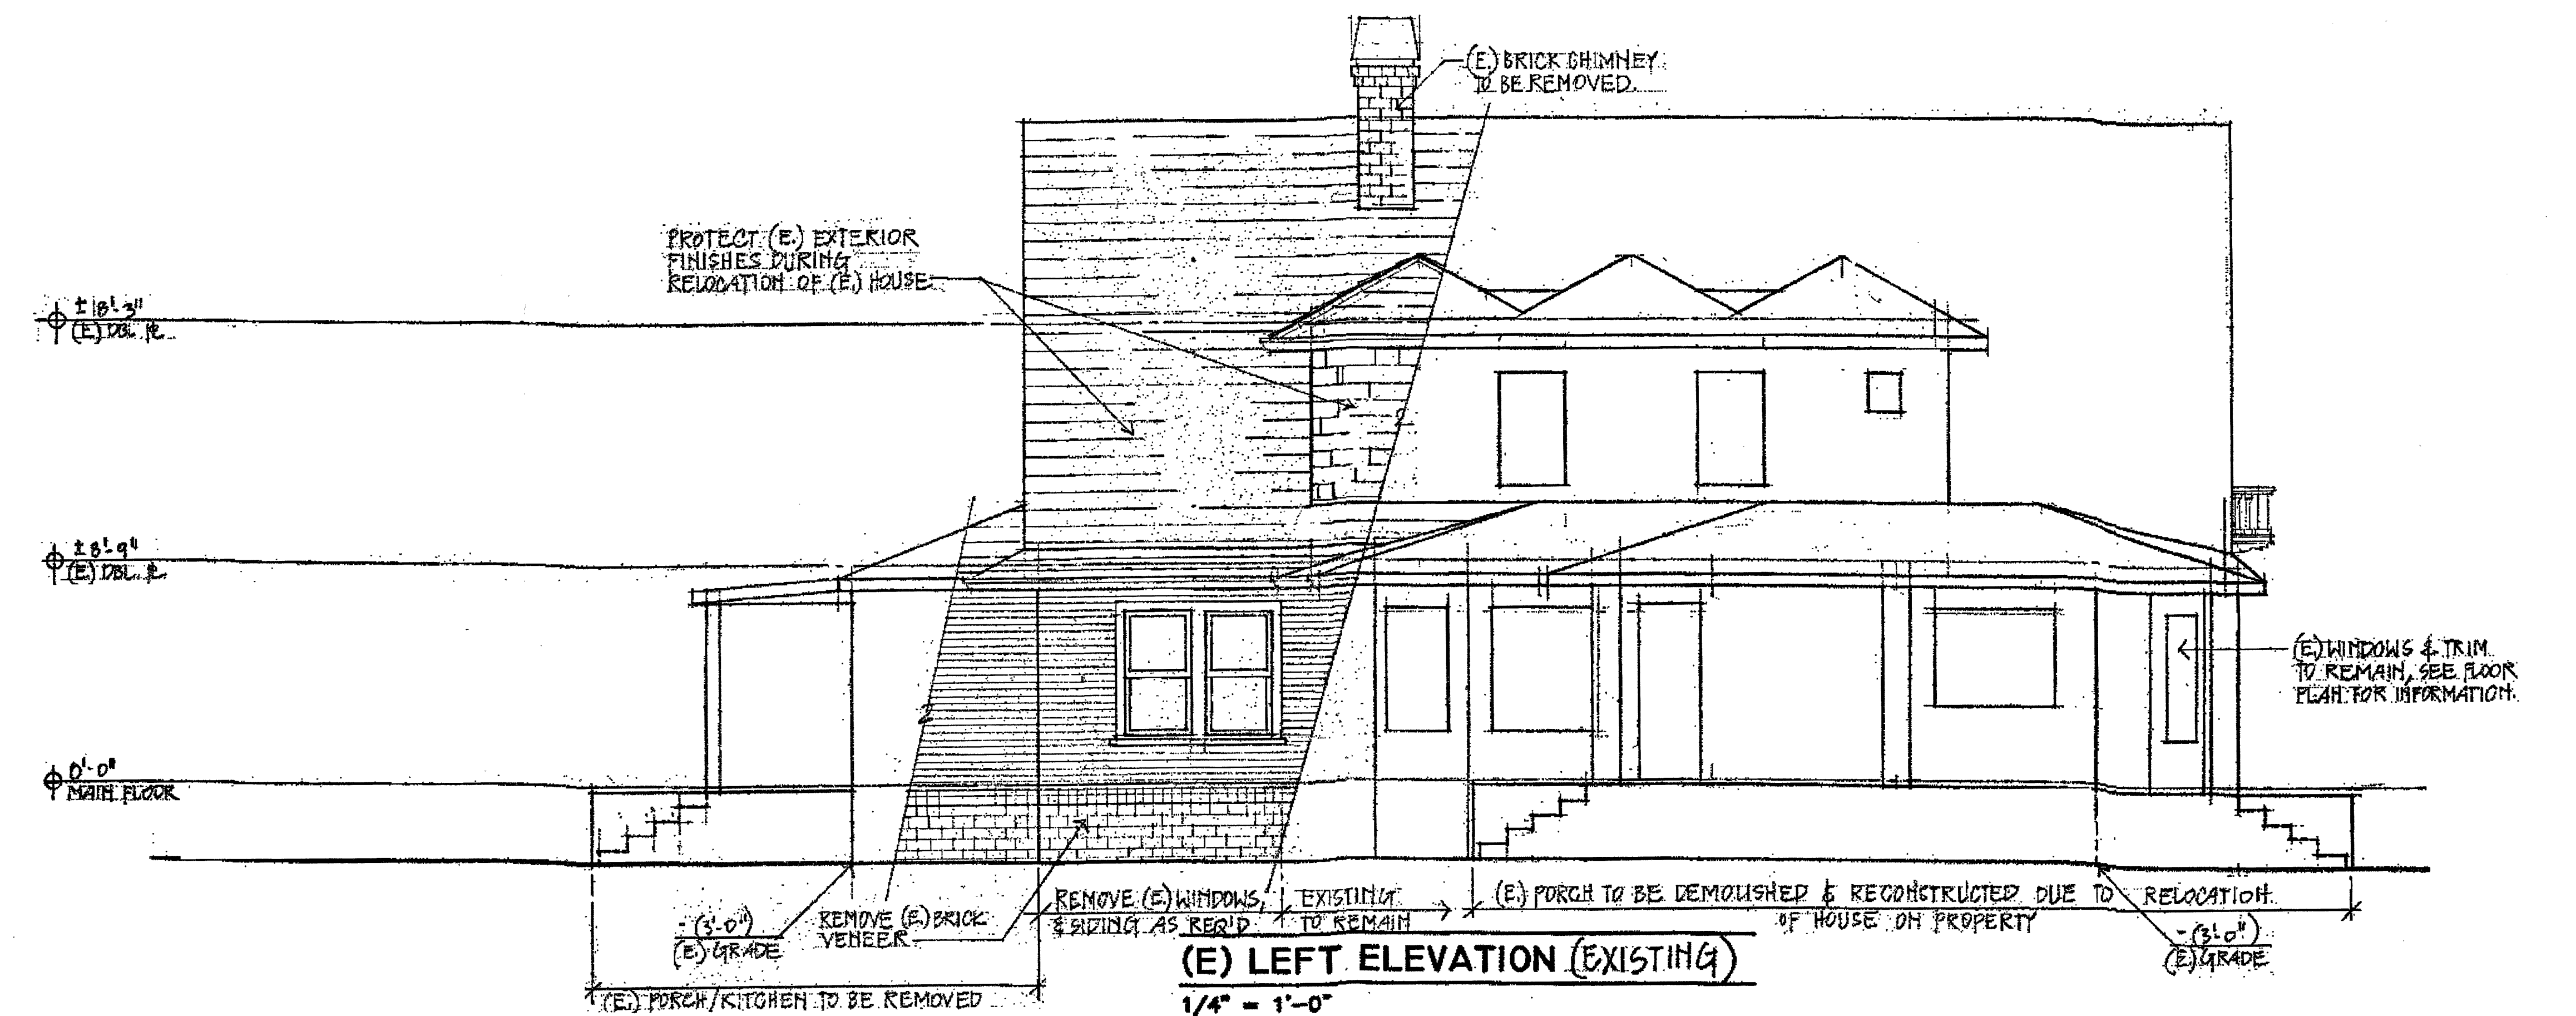 (E.) BRICK CHIMNEY
TO BE REMOVED.
PROTECT (E.) EXTERIOR
FINISHES DURING
RELOCATION OF (E.) HOUSE.
± 18'-3"
(E) DBL. ℄
± 8'-9"
(E) DBL. ℄
(E) WINDOWS & TRIM
TO REMAIN, SEE FLOOR
PLAN FOR INFORMATION.
0'-0"
MAIN FLOOR
REMOVE (E) WINDOWS,
& SIDING AS REQ'D
EXISTING
TO REMAIN
(E.) PORCH TO BE DEMOLISHED & RECONSTRUCTED DUE TO RELOCATION
OF HOUSE ON PROPERTY
-(3'-0")
(E.) GRADE
REMOVE (E) BRICK
VENEER
-(3'-0")
(E) GRADE
(E) LEFT ELEVATION (EXISTING)
1/4" = 1'-0"
(E.) PORCH/KITCHEN TO BE REMOVED